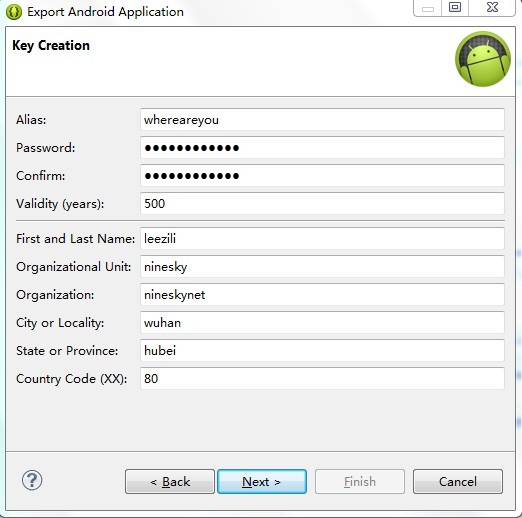 Export Android Application
Key Creation
Alias: whereareyou
Password: ●●●●●●●●●●●●
Confirm: ●●●●●●●●●●●●
Validity (years): 500
First and Last Name: leezili
Organizational Unit: ninesky
Organization: nineskynet
City or Locality: wuhan
State or Province: hubei
Country Code (XX): 80
? < Back Next > Finish Cancel